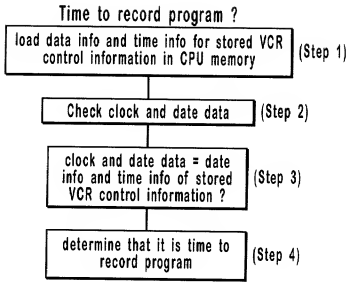 Time to record program ?
load data info and time info for stored VCR
control information in CPU memory
(Step 1)
Check clock and date data
(Step 2)
clock and date data = date
info and time info of stored
VCR control information ?
(Step 3)
determine that it is time to
record program
(Step 4)